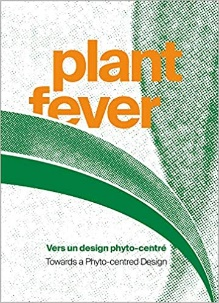 plant
fever
Vers un design phyto-centré
Towards a Phyto-centred Design